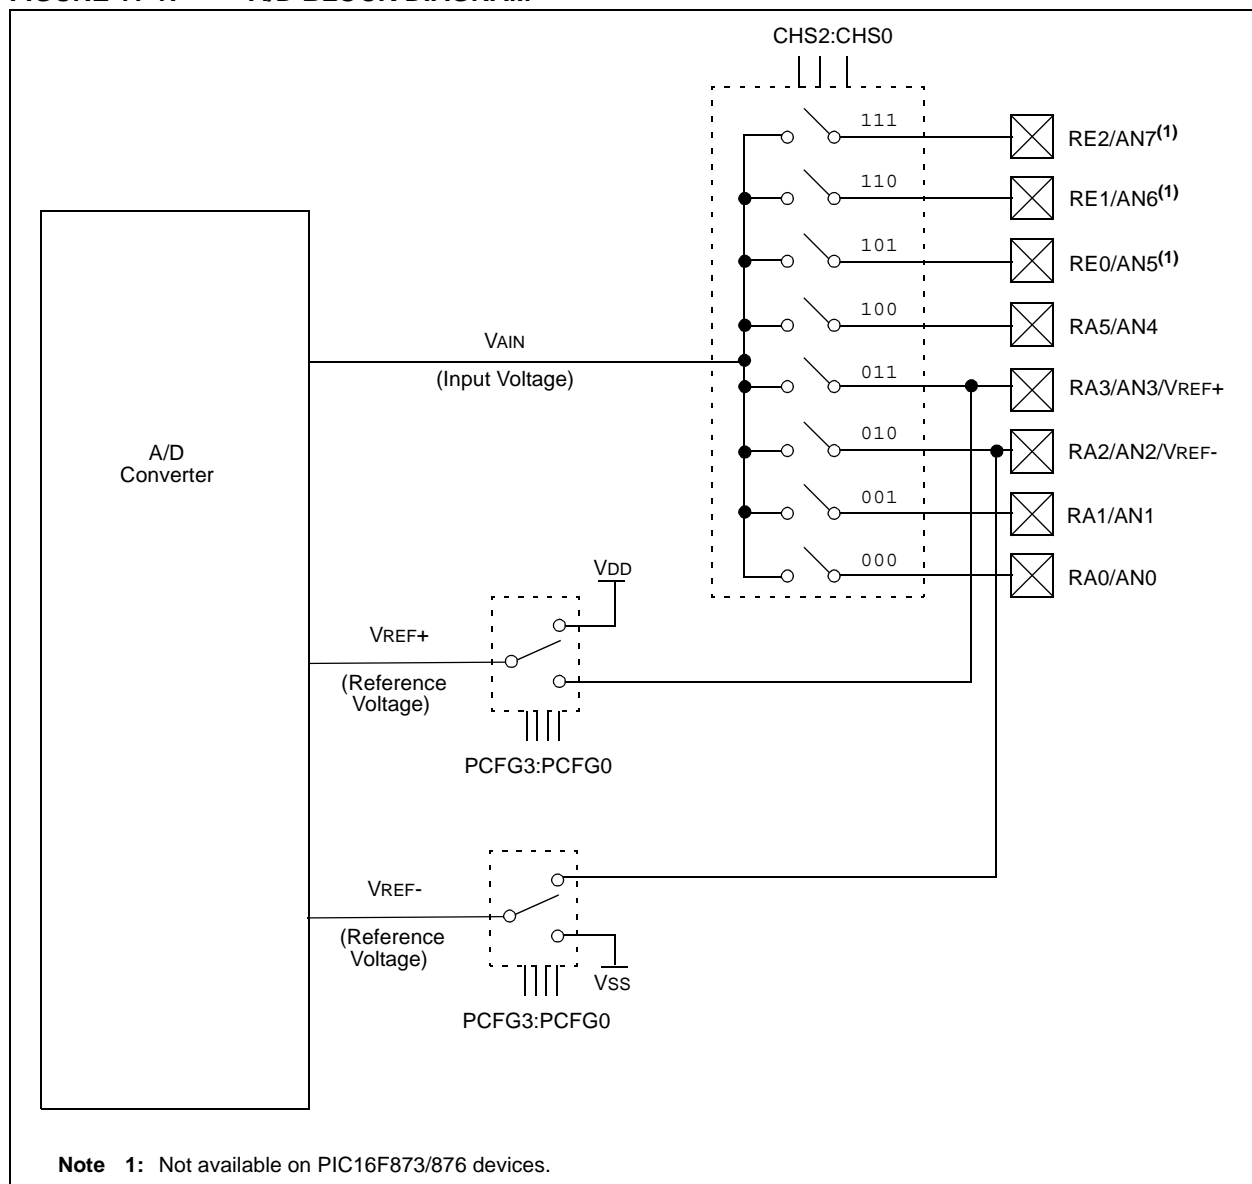 CHS2:CHS0
111
RE2/AN7(1)
110
RE1/AN6(1)
101
RE0/AN5(1)
100
RA5/AN4
VAIN
(Input Voltage)
011
RA3/AN3/VREF+
010
RA2/AN2/VREF-
A/D
Converter
001
RA1/AN1
000
RA0/AN0
VDD
VREF+
(Reference
Voltage)
PCFG3:PCFG0
VREF-
(Reference
Voltage)
VSS
PCFG3:PCFG0
Note 1: Not available on PIC16F873/876 devices.